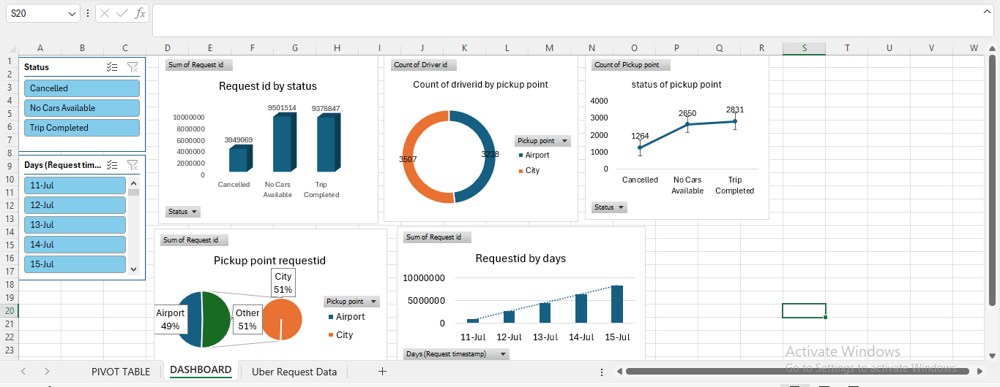 S20
fx
A B C D E F G H I J K L M N O P Q R S T U V W
1
2
3
4
5
6
7
8
9
10
11
12
13
14
15
16
17
18
19
20
21
22
23
Status
Cancelled
No Cars Available
Trip Completed
Days (Request tim...
11-Jul
12-Jul
13-Jul
14-Jul
15-Jul
Sum of Request id
Request id by status
10000000
8000000
6000000
4000000
2000000
0
3949069
9501514
9378847
Cancelled
No Cars
Available
Trip
Completed
Status
Count of Driver id
Count of driverid by pickup point
3507
3238
Pickup point
Airport
City
Count of Pickup point
status of pickup point
4000
3000
2000
1000
0
1264
2650
2831
Cancelled
No Cars
Available
Trip
Completed
Status
Sum of Request id
Pickup point requestid
City
51%
Airport
49%
Other
51%
Pickup point
Airport
City
Sum of Request id
Requestid by days
10000000
5000000
0
11-Jul 12-Jul 13-Jul 14-Jul 15-Jul
Days (Request timestamp)
Activate Windows
Go to Settings to activate Windows.
PIVOT TABLE
DASHBOARD
Uber Request Data